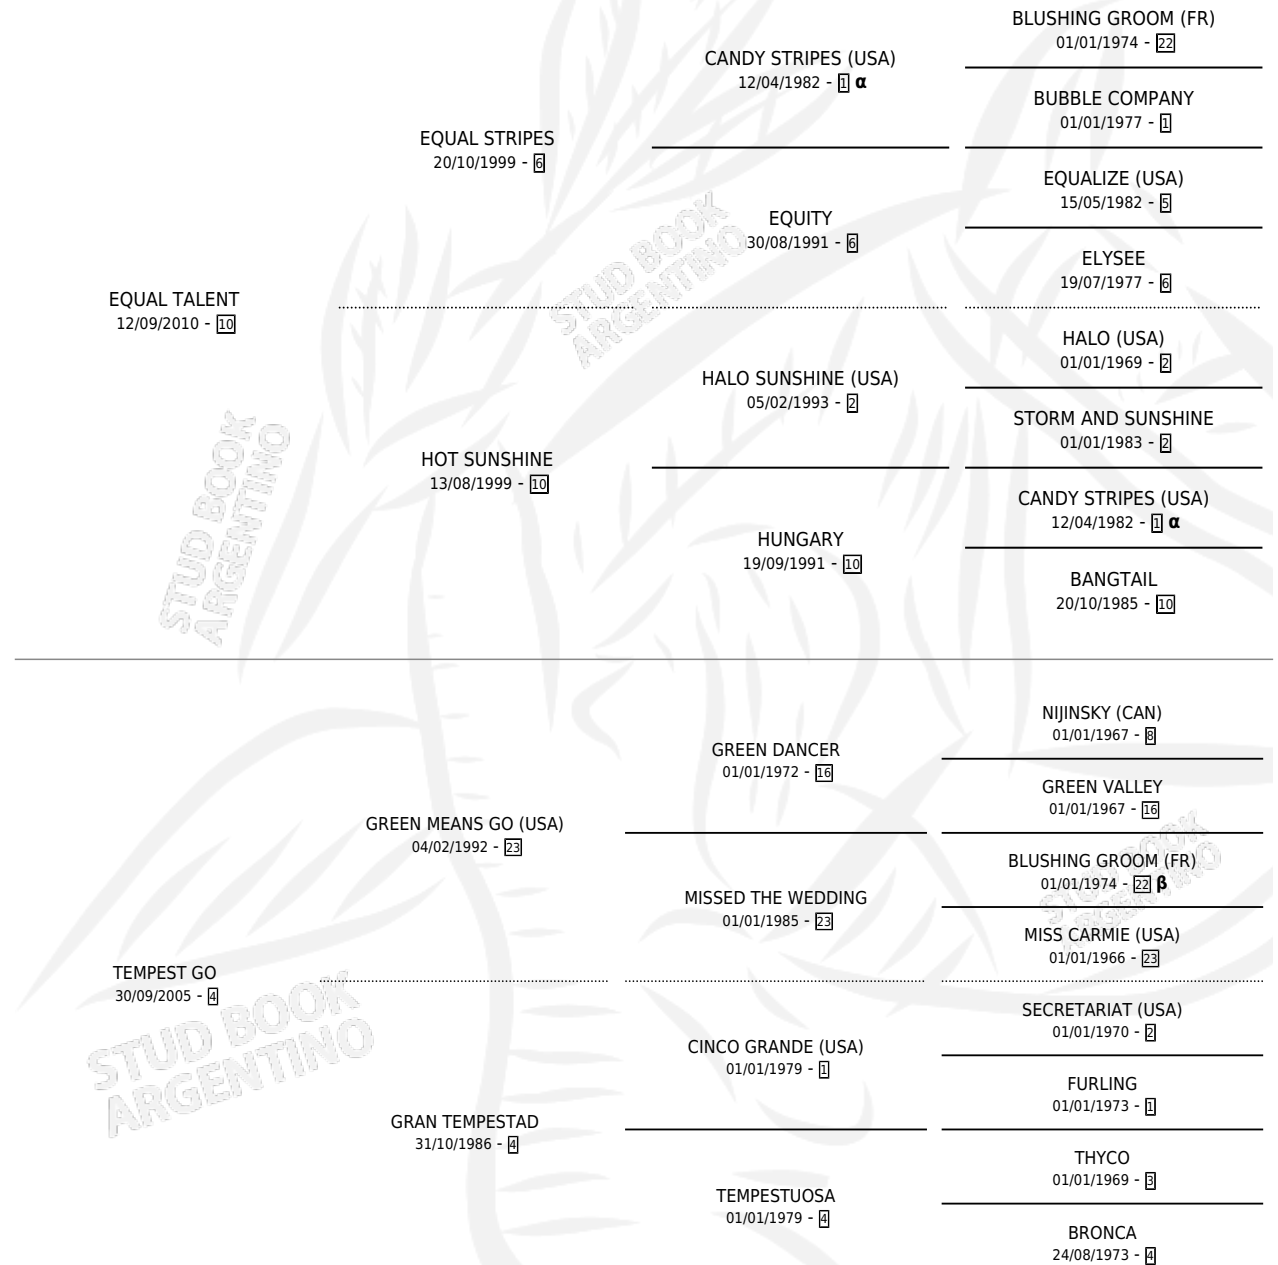 BLUSHING GROOM (FR)
01/01/1974 - 22
CANDY STRIPES (USA)
12/04/1982 - 1 α
BUBBLE COMPANY
01/01/1977 - 1
EQUAL STRIPES
20/10/1999 - 6
EQUALIZE (USA)
15/05/1982 - 5
EQUITY
30/08/1991 - 6
ELYSEE
19/07/1977 - 6
EQUAL TALENT
12/09/2010 - 10
HALO (USA)
01/01/1969 - 2
HALO SUNSHINE (USA)
05/02/1993 - 2
STORM AND SUNSHINE
01/01/1983 - 2
HOT SUNSHINE
13/08/1999 - 10
CANDY STRIPES (USA)
12/04/1982 - 1 α
HUNGARY
19/09/1991 - 10
BANGTAIL
20/10/1985 - 10
NIJINSKY (CAN)
01/01/1967 - 8
GREEN DANCER
01/01/1972 - 16
GREEN VALLEY
01/01/1967 - 16
GREEN MEANS GO (USA)
04/02/1992 - 23
BLUSHING GROOM (FR)
01/01/1974 - 22 β
MISSED THE WEDDING
01/01/1985 - 23
MISS CARMIE (USA)
01/01/1966 - 23
TEMPEST GO
30/09/2005 - 4
SECRETARIAT (USA)
01/01/1970 - 2
CINCO GRANDE (USA)
01/01/1979 - 1
FURLING
01/01/1973 - 1
GRAN TEMPESTAD
31/10/1986 - 4
THYCO
01/01/1969 - 3
TEMPESTUOSA
01/01/1979 - 4
BRONCA
24/08/1973 - 4
STUD BOOK
ARGENTINO
STUD BOOK
ARGENTINO
STUD BOOK
ARGENTINO
STUD BOOK
ARGENTINO